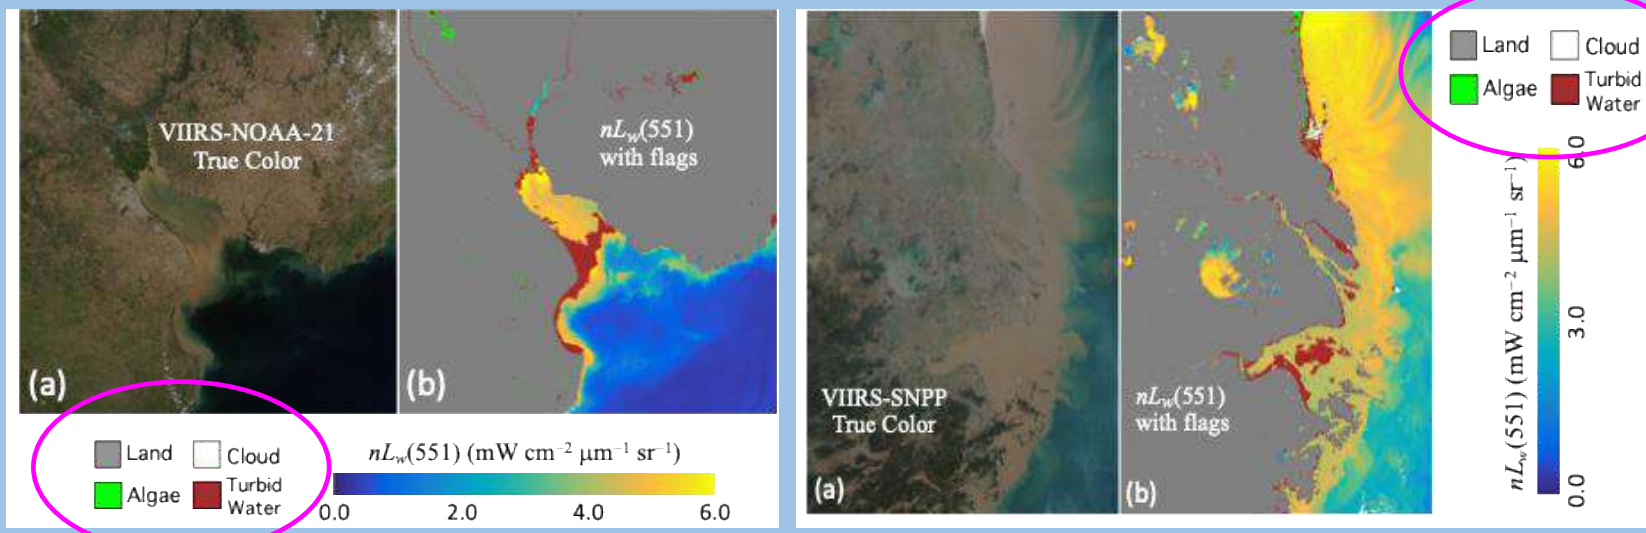 VIIRS-NOAA-21
True Color
(a)
nLw(551)
with flags
(b)
Land
Cloud
Algae
Turbid
Water
nLw(551) (mW cm⁻² μm⁻¹ sr⁻¹)
0.0 2.0 4.0 6.0
VIIRS-SNPP
True Color
(a)
nLw(551)
with flags
(b)
Land
Cloud
Algae
Turbid
Water
nLw(551) (mW cm⁻² μm⁻¹ sr⁻¹)
6.0
3.0
0.0